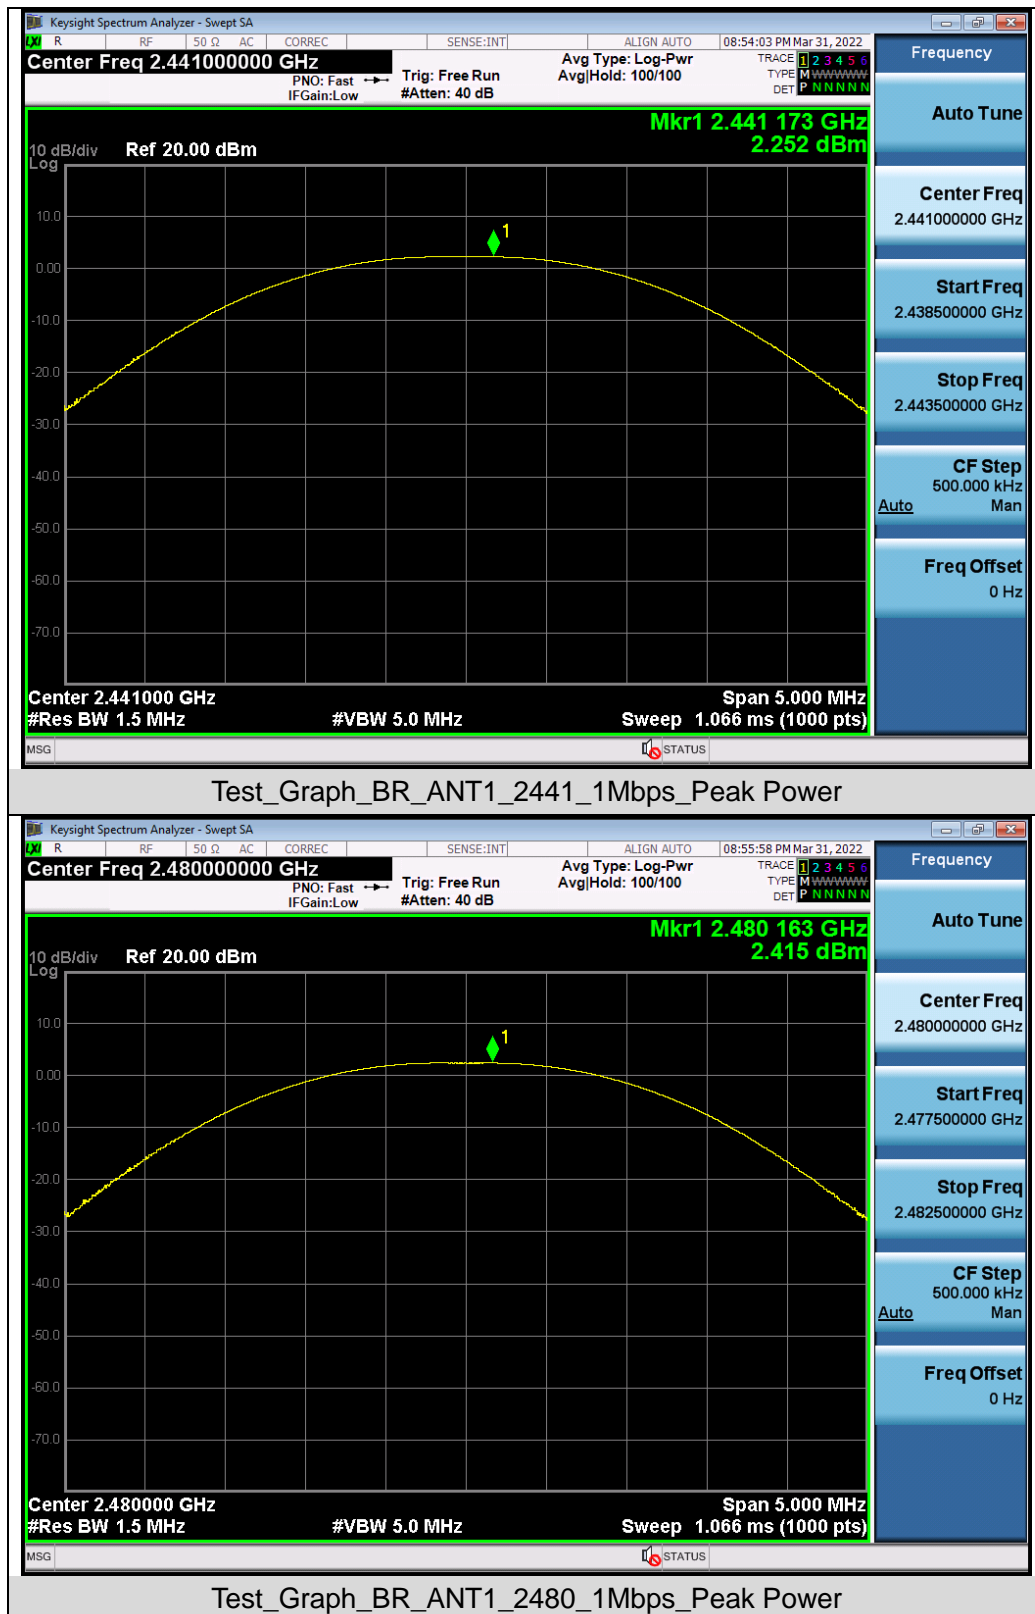 Keysight Spectrum Analyzer - Swept SA
LXI R RF 50 Ω AC CORREC SENSE:INT ALIGN AUTO 08:54:03 PM Mar 31, 2022
Center Freq 2.441000000 GHz
PNO: Fast
IFGain:Low
Trig: Free Run
#Atten: 40 dB
Avg Type: Log-Pwr
Avg|Hold: 100/100
TRACE 1 2 3 4 5 6
TYPE M WWWWW
DET P N N N N N
Frequency
Mkr1 2.441 173 GHz
2.252 dBm
10 dB/div Ref 20.00 dBm
Log
10.0
0.00
-10.0
-20.0
-30.0
-40.0
-50.0
-60.0
-70.0
1
Center 2.441000 GHz Span 5.000 MHz
#Res BW 1.5 MHz #VBW 5.0 MHz Sweep 1.066 ms (1000 pts)
Auto Tune
Center Freq
2.441000000 GHz
Start Freq
2.438500000 GHz
Stop Freq
2.443500000 GHz
CF Step
500.000 kHz
Auto Man
Freq Offset
0 Hz
MSG STATUS
Test_Graph_BR_ANT1_2441_1Mbps_Peak Power
Keysight Spectrum Analyzer - Swept SA
LXI R RF 50 Ω AC CORREC SENSE:INT ALIGN AUTO 08:55:58 PM Mar 31, 2022
Center Freq 2.480000000 GHz
PNO: Fast
IFGain:Low
Trig: Free Run
#Atten: 40 dB
Avg Type: Log-Pwr
Avg|Hold: 100/100
TRACE 1 2 3 4 5 6
TYPE M WWWWW
DET P N N N N N
Frequency
Mkr1 2.480 163 GHz
2.415 dBm
10 dB/div Ref 20.00 dBm
Log
10.0
0.00
-10.0
-20.0
-30.0
-40.0
-50.0
-60.0
-70.0
1
Center 2.480000 GHz Span 5.000 MHz
#Res BW 1.5 MHz #VBW 5.0 MHz Sweep 1.066 ms (1000 pts)
Auto Tune
Center Freq
2.480000000 GHz
Start Freq
2.477500000 GHz
Stop Freq
2.482500000 GHz
CF Step
500.000 kHz
Auto Man
Freq Offset
0 Hz
MSG STATUS
Test_Graph_BR_ANT1_2480_1Mbps_Peak Power